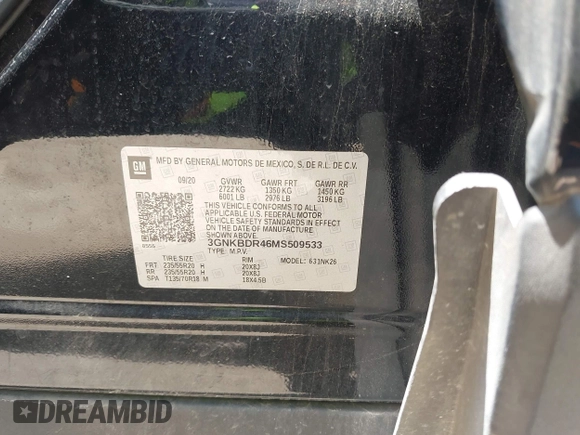 GM
MFD BY GENERAL MOTORS DE MEXICO, S. DE R.L. DE C.V.
09/20 GVWR GAWR FRT GAWR RR
2722 KG 1350 KG 1450 KG
6001 LB 2976 LB 3196 LB
THIS VEHICLE CONFORMS TO ALL
APPLICABLE U.S. FEDERAL MOTOR
VEHICLE SAFETY STANDARDS IN EFFECT
ON THE DATE OF MANUFACTURE
SHOWN ABOVE.
3GNKBDR46MS509533
TYPE: M.P.V.
TIRE SIZE RIM MODEL: 631NK26
FRT 235/55R20 H 20X8J
RR 235/55R20 H 20X8J
SPA T135/70R18 M 18X4.5B
DREAMBID